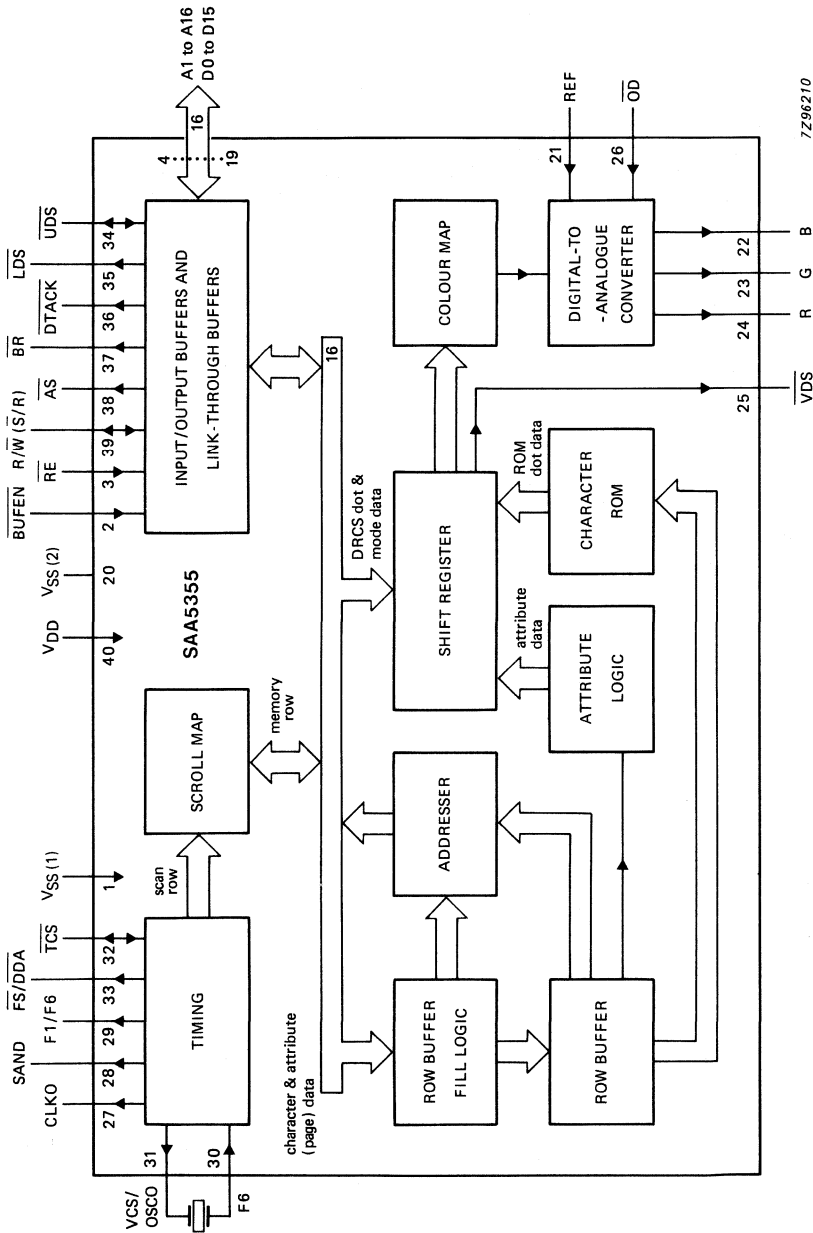 A1 to A16
D0 to D15
16
4
19
UDS
34
LDS
35
DTACK
36
BR
37
AS
38
R/W (S/R)
39
RE
3
BUFEN
2
INPUT/OUTPUT BUFFERS AND
LINK-THROUGH BUFFERS
VSS(2)
20
VDD
40
SAA5355
VSS(1)
1
TCS
32
FS/DDA
33
F1/F6
29
SAND
28
CLKO
27
TIMING
scan
row
SCROLL MAP
memory
row
31
VCS/
OSCO
30
F6
16
character & attribute
(page) data
DRCS dot &
mode data
ROW BUFFER
FILL LOGIC
ADDRESSER
SHIFT REGISTER
COLOUR MAP
ROW BUFFER
ATTRIBUTE
LOGIC
attribute
data
CHARACTER
ROM
ROM
dot data
DIGITAL-TO
-ANALOGUE
CONVERTER
21
REF
26
OD
25
VDS
24
R
23
G
22
B
7Z96210